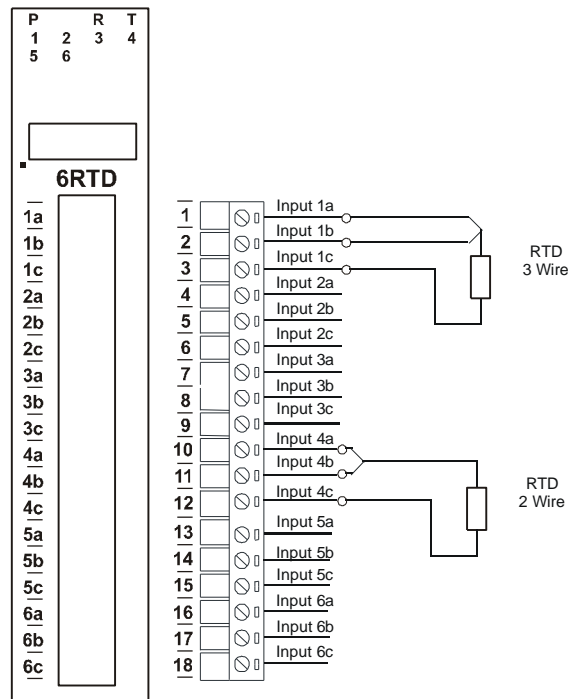 P R T
1 2 3 4
5 6
6RTD
1a
1b
1c
2a
2b
2c
3a
3b
3c
4a
4b
4c
5a
5b
5c
6a
6b
6c
1 Input 1a
2 Input 1b
3 Input 1c
4 Input 2a
5 Input 2b
6 Input 2c
7 Input 3a
8 Input 3b
9 Input 3c
10 Input 4a
11 Input 4b
12 Input 4c
13 Input 5a
14 Input 5b
15 Input 5c
16 Input 6a
17 Input 6b
18 Input 6c
RTD
3 Wire
RTD
2 Wire